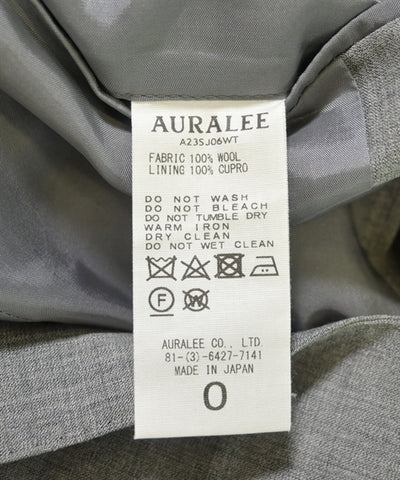 AURALEE
A23SJ06WT
FABRIC 100% WOOL
LINING 100% CUPRO
DO NOT WASH
DO NOT BLEACH
DO NOT TUMBLE DRY
WARM IRON
DRY CLEAN
DO NOT WET CLEAN
F W
AURALEE CO., LTD.
81-(3)-6427-7141
MADE IN JAPAN
0